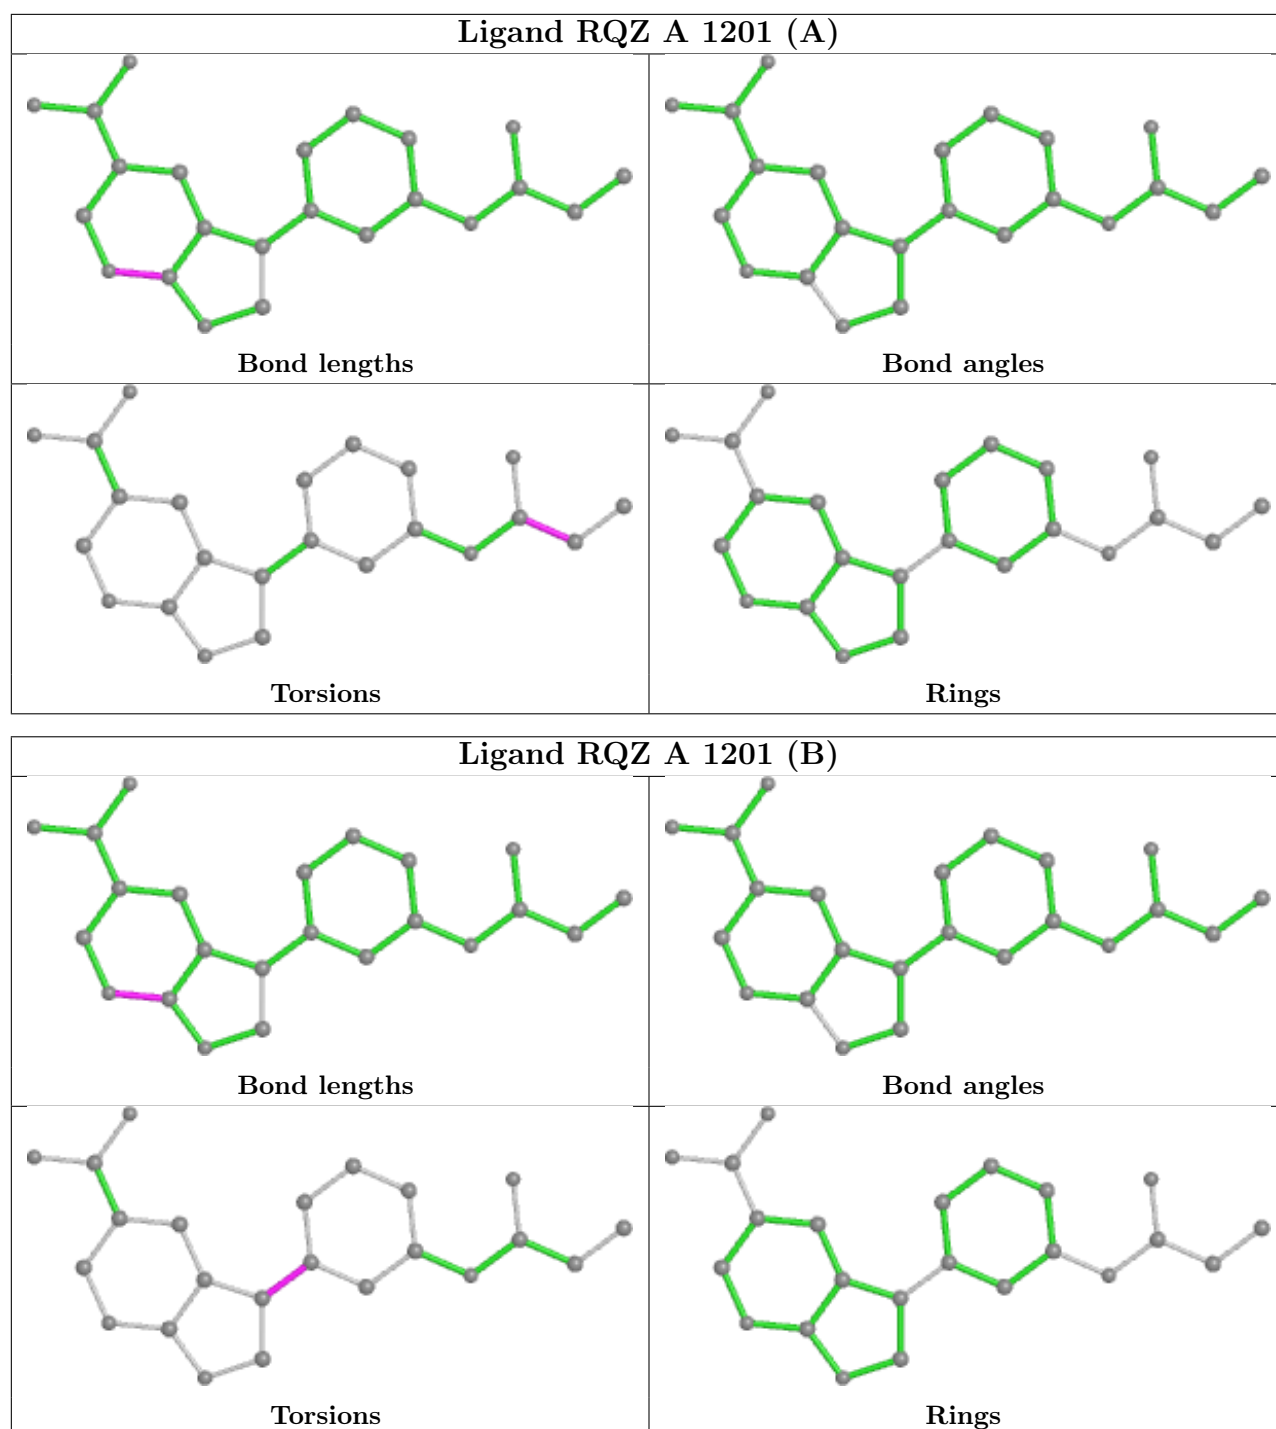 Ligand RQZ A 1201 (A)
Bond lengths
Bond angles
Torsions
Rings
Ligand RQZ A 1201 (B)
Bond lengths
Bond angles
Torsions
Rings